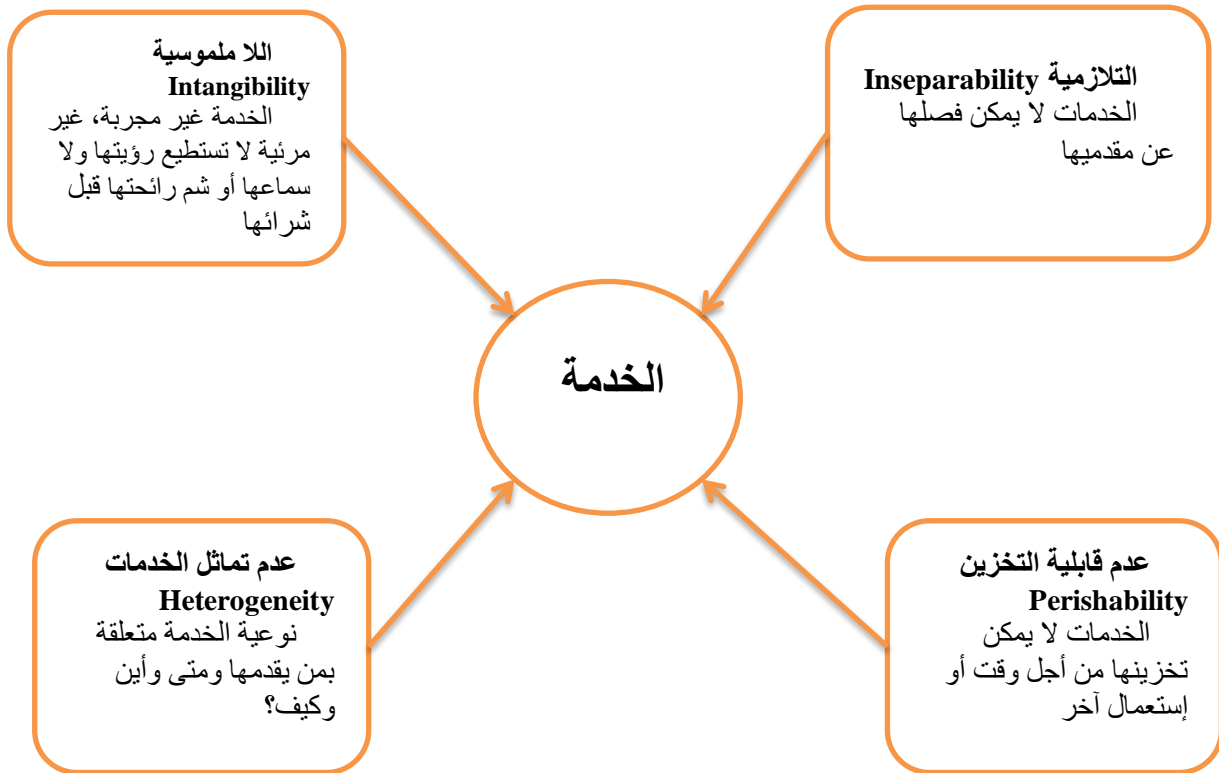 التلازمية Inseparability
الخدمات لا يمكن فصلها
عن مقدميها
اللا ملموسية
Intangibility
الخدمة غير مجربة، غير
مرئية لا تستطيع رؤيتها ولا
سماعها أو شم رائحتها قبل
شرائها
الخدمة
عدم قابلية التخزين
Perishability
الخدمات لا يمكن
تخزينها من أجل وقت أو
إستعمال آخر
عدم تماثل الخدمات
Heterogeneity
نوعية الخدمة متعلقة
بمن يقدمها ومتى وأين
وكيف؟